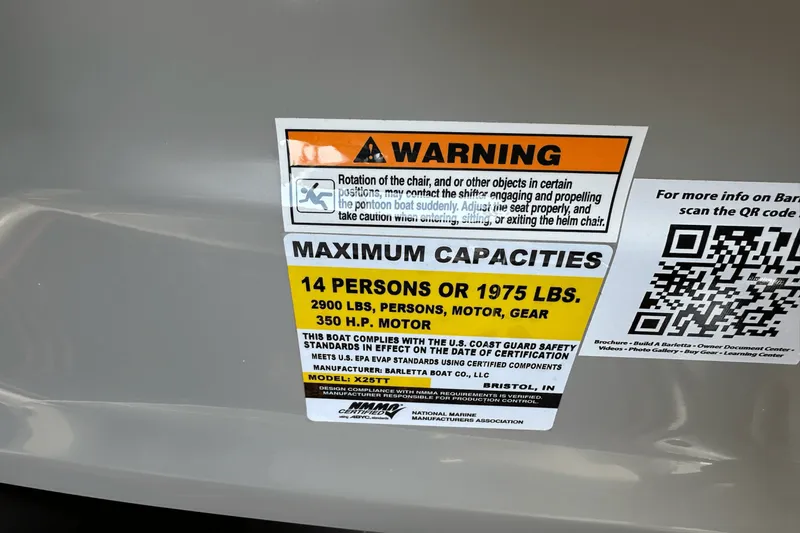 WARNING
Rotation of the chair, and or other objects in certain
positions, may contact the shifter engaging and propelling
the pontoon boat suddenly. Adjust the seat properly, and
take caution when entering, sitting, or exiting the helm chair.
MAXIMUM CAPACITIES
14 PERSONS OR 1975 LBS.
2900 LBS, PERSONS, MOTOR, GEAR
350 H.P. MOTOR
THIS BOAT COMPLIES WITH THE U.S. COAST GUARD SAFETY
STANDARDS IN EFFECT ON THE DATE OF CERTIFICATION
MEETS U.S. EPA EVAP STANDARDS USING CERTIFIED COMPONENTS
MANUFACTURER: BARLETTA BOAT CO., LLC
MODEL: X25TT
BRISTOL, IN
DESIGN COMPLIANCE WITH NMMA REQUIREMENTS IS VERIFIED.
MANUFACTURER RESPONSIBLE FOR PRODUCTION CONTROL.
NMMA
CERTIFIED
using ABYC standards
NATIONAL MARINE
MANUFACTURERS ASSOCIATION
For more info on Barl
scan the QR code
Brochure - Build A Barletta - Owner Document Center -
Videos - Photo Gallery - Buy Gear - Learning Center